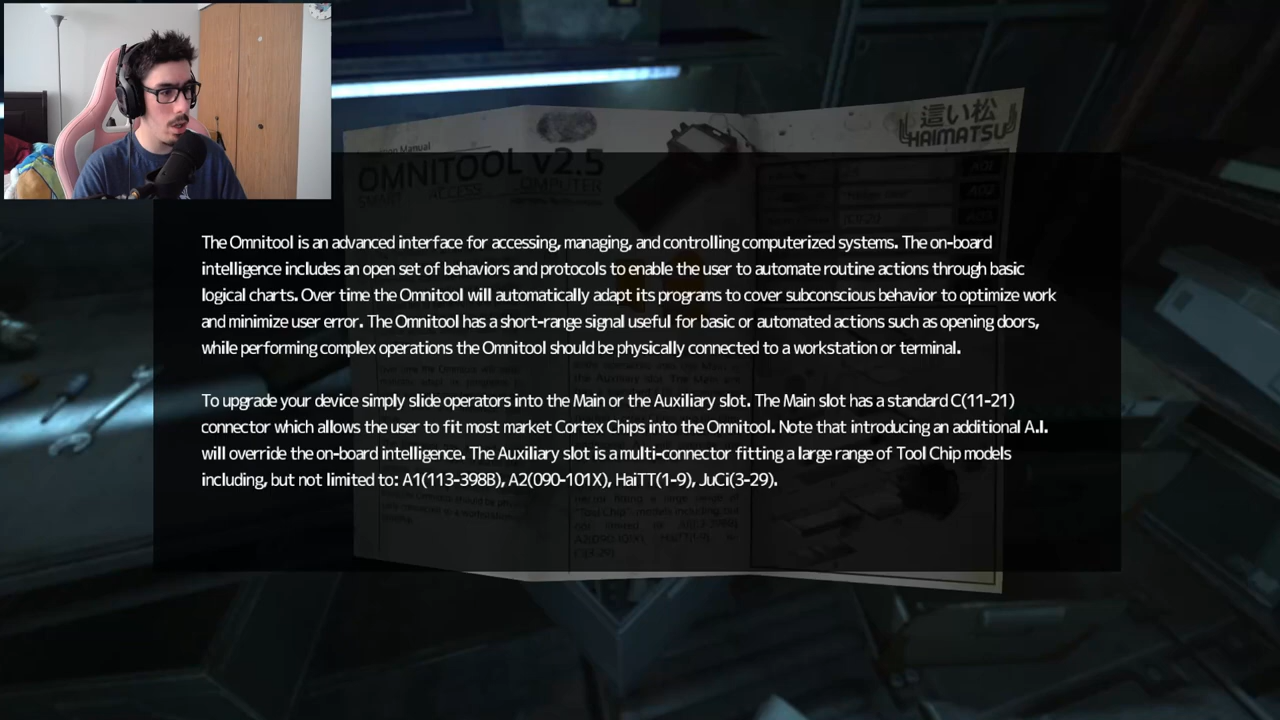 這い松
HAIMATSU
Manual
OMNITOOL v2.5
SMART ACCESS COMPUTER
The Omnitool is an advanced interface for accessing, managing, and controlling computerized systems. The on-board
intelligence includes an open set of behaviors and protocols to enable the user to automate routine actions through basic
logical charts. Over time the Omnitool will automatically adapt its programs to cover subconscious behavior to optimize work
and minimize user error. The Omnitool has a short-range signal useful for basic or automated actions such as opening doors,
while performing complex operations the Omnitool should be physically connected to a workstation or terminal.
To upgrade your device simply slide operators into the Main or the Auxiliary slot. The Main slot has a standard C(11-21)
connector which allows the user to fit most market Cortex Chips into the Omnitool. Note that introducing an additional A.I.
will override the on-board intelligence. The Auxiliary slot is a multi-connector fitting a large range of Tool Chip models
including, but not limited to: A1(113-398B), A2(090-101X), HaiTT(1-9), JuCi(3-29).